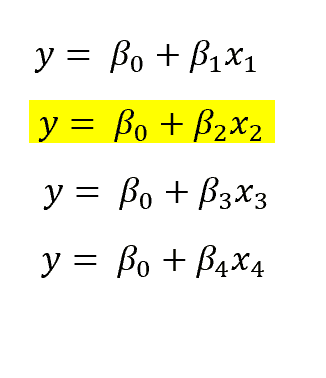 y = β₀ + β₁x₁
y = β₀ + β₂x₂
y = β₀ + β₃x₃
y = β₀ + β₄x₄